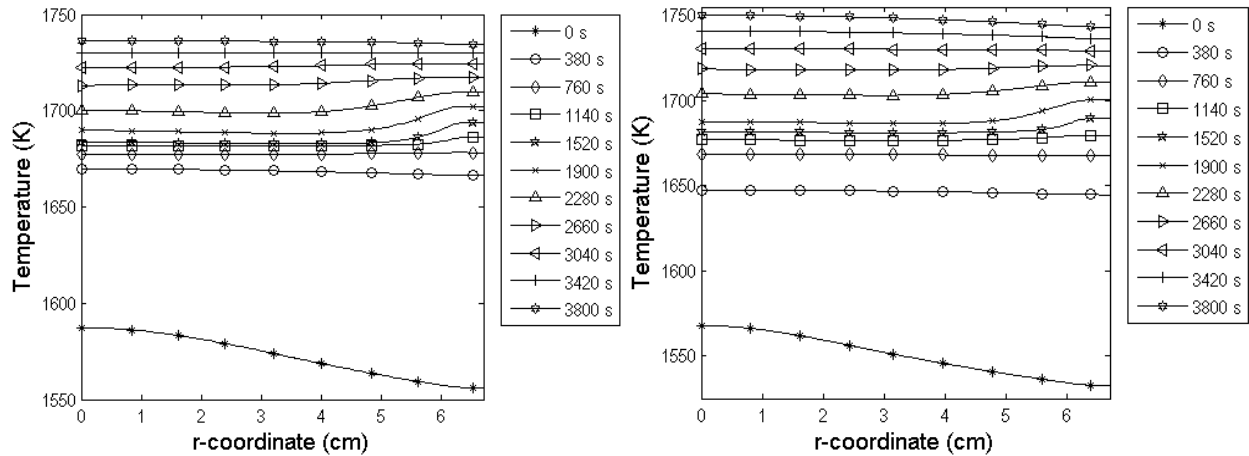 1750
1700
1650
1600
1550
0 1 2 3 4 5 6
Temperature (K)
r-coordinate (cm)
0 s
380 s
760 s
1140 s
1520 s
1900 s
2280 s
2660 s
3040 s
3420 s
3800 s
1750
1700
1650
1600
1550
0 1 2 3 4 5 6
Temperature (K)
r-coordinate (cm)
0 s
380 s
760 s
1140 s
1520 s
1900 s
2280 s
2660 s
3040 s
3420 s
3800 s